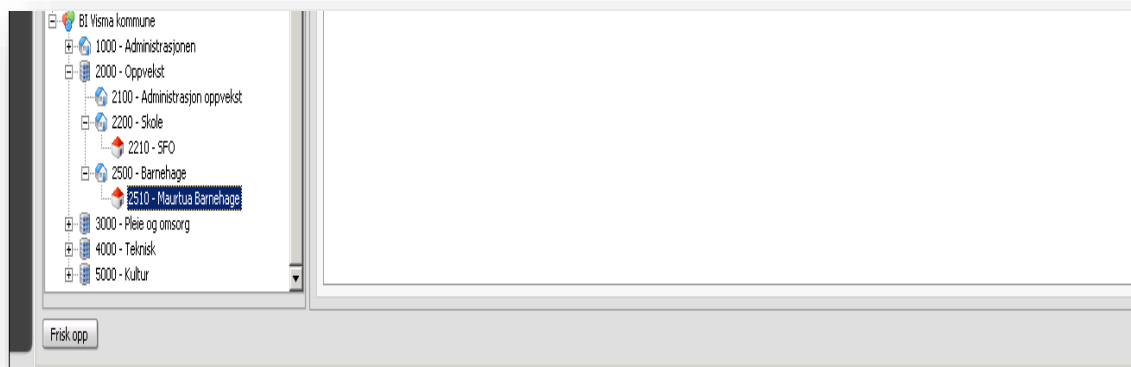 BI Visma kommune
1000 - Administrasjonen
2000 - Oppvekst
2100 - Administrasjon oppvekst
2200 - Skole
2210 - SFO
2500 - Barnehage
2510 - Maurtua Barnehage
3000 - Pleie og omsorg
4000 - Teknisk
5000 - Kultur
Frisk opp